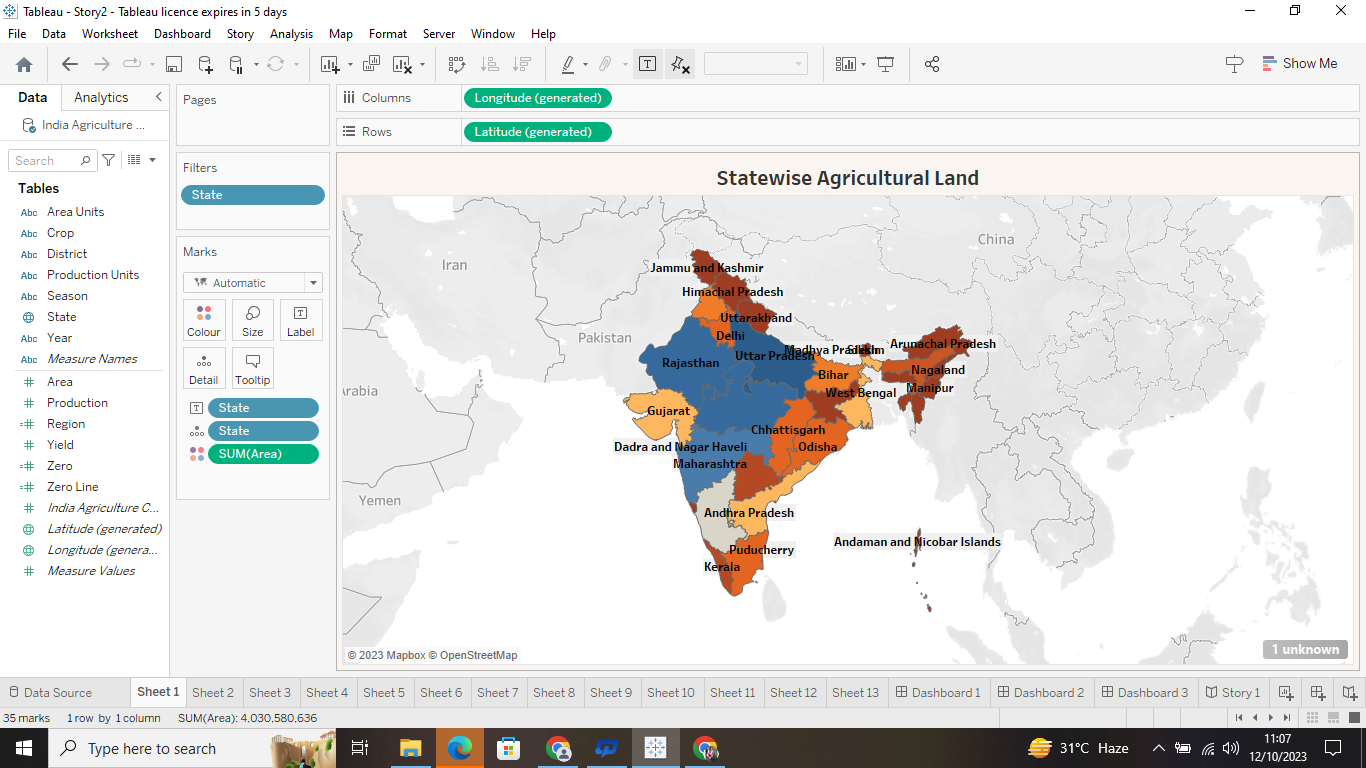 Tableau - Story2 - Tableau licence expires in 5 days
File Data Worksheet Dashboard Story Analysis Map Format Server Window Help
Show Me
Data Analytics
India Agriculture ...
Search
Tables
Abc Area Units
Abc Crop
Abc District
Abc Production Units
Abc Season
State
Abc Year
Abc Measure Names
Area
Production
Region
Yield
Zero
Zero Line
India Agriculture C...
Latitude (generated)
Longitude (genera...
Measure Values
Pages
Filters
State
Marks
Automatic
Colour Size Label
Detail Tooltip
State
State
SUM(Area)
Columns Longitude (generated)
Rows Latitude (generated)
Statewise Agricultural Land
China
Iran
Jammu and Kashmir
Himachal Pradesh
Uttarakhand
Pakistan
Delhi
Arunachal Pradesh
Madhya Pradesh
Sikkim
Uttar Pradesh
Rajasthan
Nagaland
Bihar
Manipur
Arabia
West Bengal
Gujarat
Chhattisgarh
Dadra and Nagar Haveli
Odisha
Maharashtra
Yemen
Andhra Pradesh
Andaman and Nicobar Islands
Puducherry
Kerala
© 2023 Mapbox © OpenStreetMap
1 unknown
Data Source Sheet 1 Sheet 2 Sheet 3 Sheet 4 Sheet 5 Sheet 6 Sheet 7 Sheet 8 Sheet 9 Sheet 10 Sheet 11 Sheet 12 Sheet 13 Dashboard 1 Dashboard 2 Dashboard 3 Story 1
35 marks 1 row by 1 column SUM(Area): 4,030,580,636
Type here to search
31°C Haze
11:07
12/10/2023